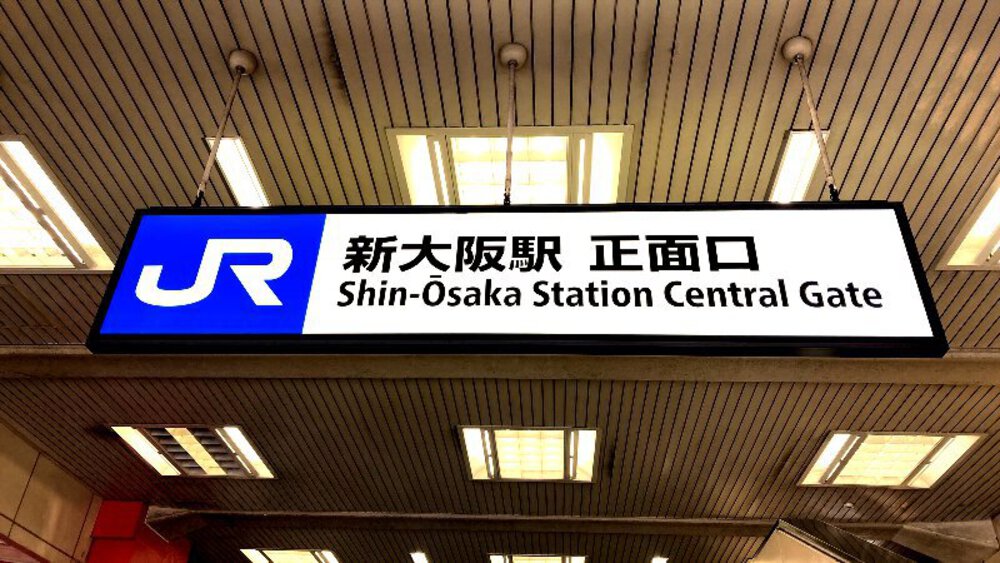 JR
新大阪駅 正面口
Shin-Ōsaka Station Central Gate